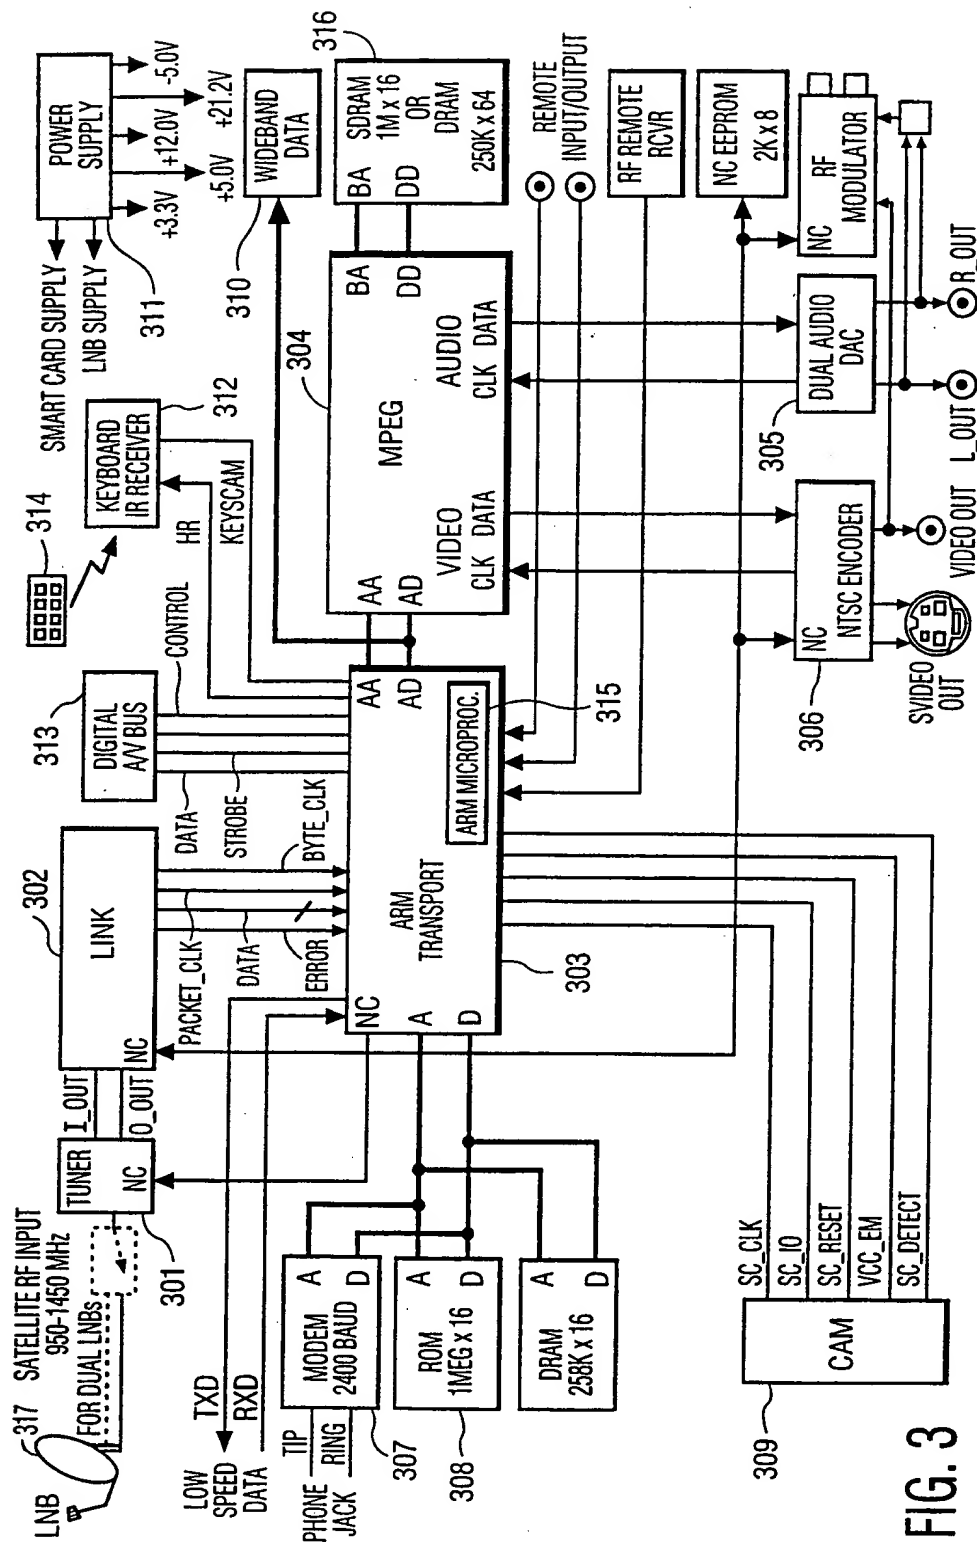 LNB
317
SATELLITE RF INPUT
950-1450 MHz
FOR DUAL LNBs
301
TUNER
NC
I_OUT
O_OUT
302
LINK
NC
PACKET_CLK
DATA
ERROR
BYTE_CLK
313
DIGITAL
A/V BUS
DATA
STROBE
CONTROL
314
KEYBOARD
IR RECEIVER
312
HR
KEYSCAM
SMART CARD SUPPLY
LNB SUPPLY
311
POWER
SUPPLY
+3.3V
+5.0V
+12.0V
+21.2V
-5.0V
310
WIDEBAND
DATA
316
SDRAM
1M x 16
OR
DRAM
250K x 64
BA
DD
304
MPEG
BA
DD
AA
AD
VIDEO
CLK DATA
AUDIO
CLK DATA
LOW
SPEED
DATA
TXD
RXD
NC
A
D
ARM
TRANSPORT
303
AA
AD
ARM MICROPROC.
315
REMOTE
INPUT/OUTPUT
RF REMOTE
RCVR
NC EEPROM
2K x 8
PHONE
JACK
TIP
RING
MODEM
2400 BAUD
A
D
307
ROM
1MEG x 16
A
D
308
DRAM
258K x 16
A
D
306
NC
NTSC ENCODER
SVIDEO
OUT
VIDEO OUT
305
DUAL AUDIO
DAC
L_OUT
R_OUT
NC
RF
MODULATOR
309
CAM
SC_CLK
SC_IO
SC_RESET
VCC_EM
SC_DETECT
FIG. 3